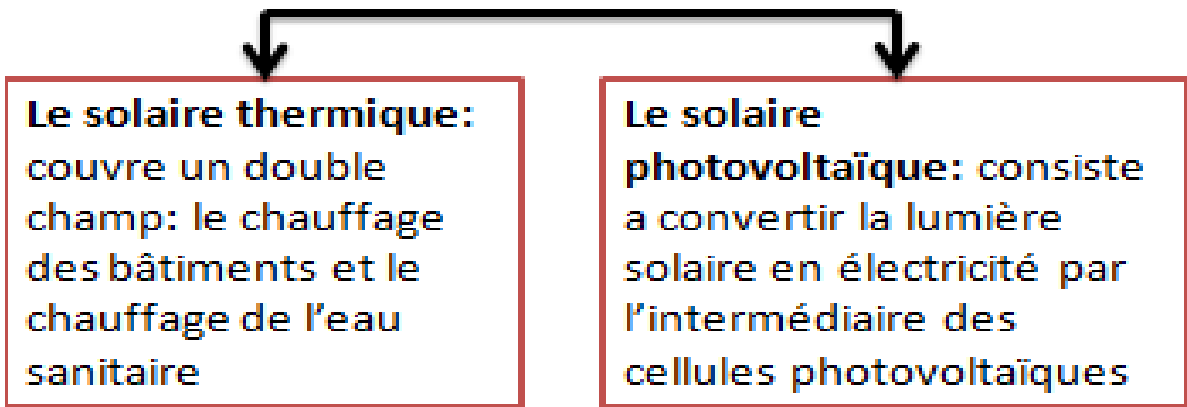 Le solaire thermique:
couvre un double
champ: le chauffage
des bâtiments et le
chauffage de l'eau
sanitaire
Le solaire
photovoltaïque: consiste
a convertir la lumière
solaire en électricité par
l'intermédiaire des
cellules photovoltaïques